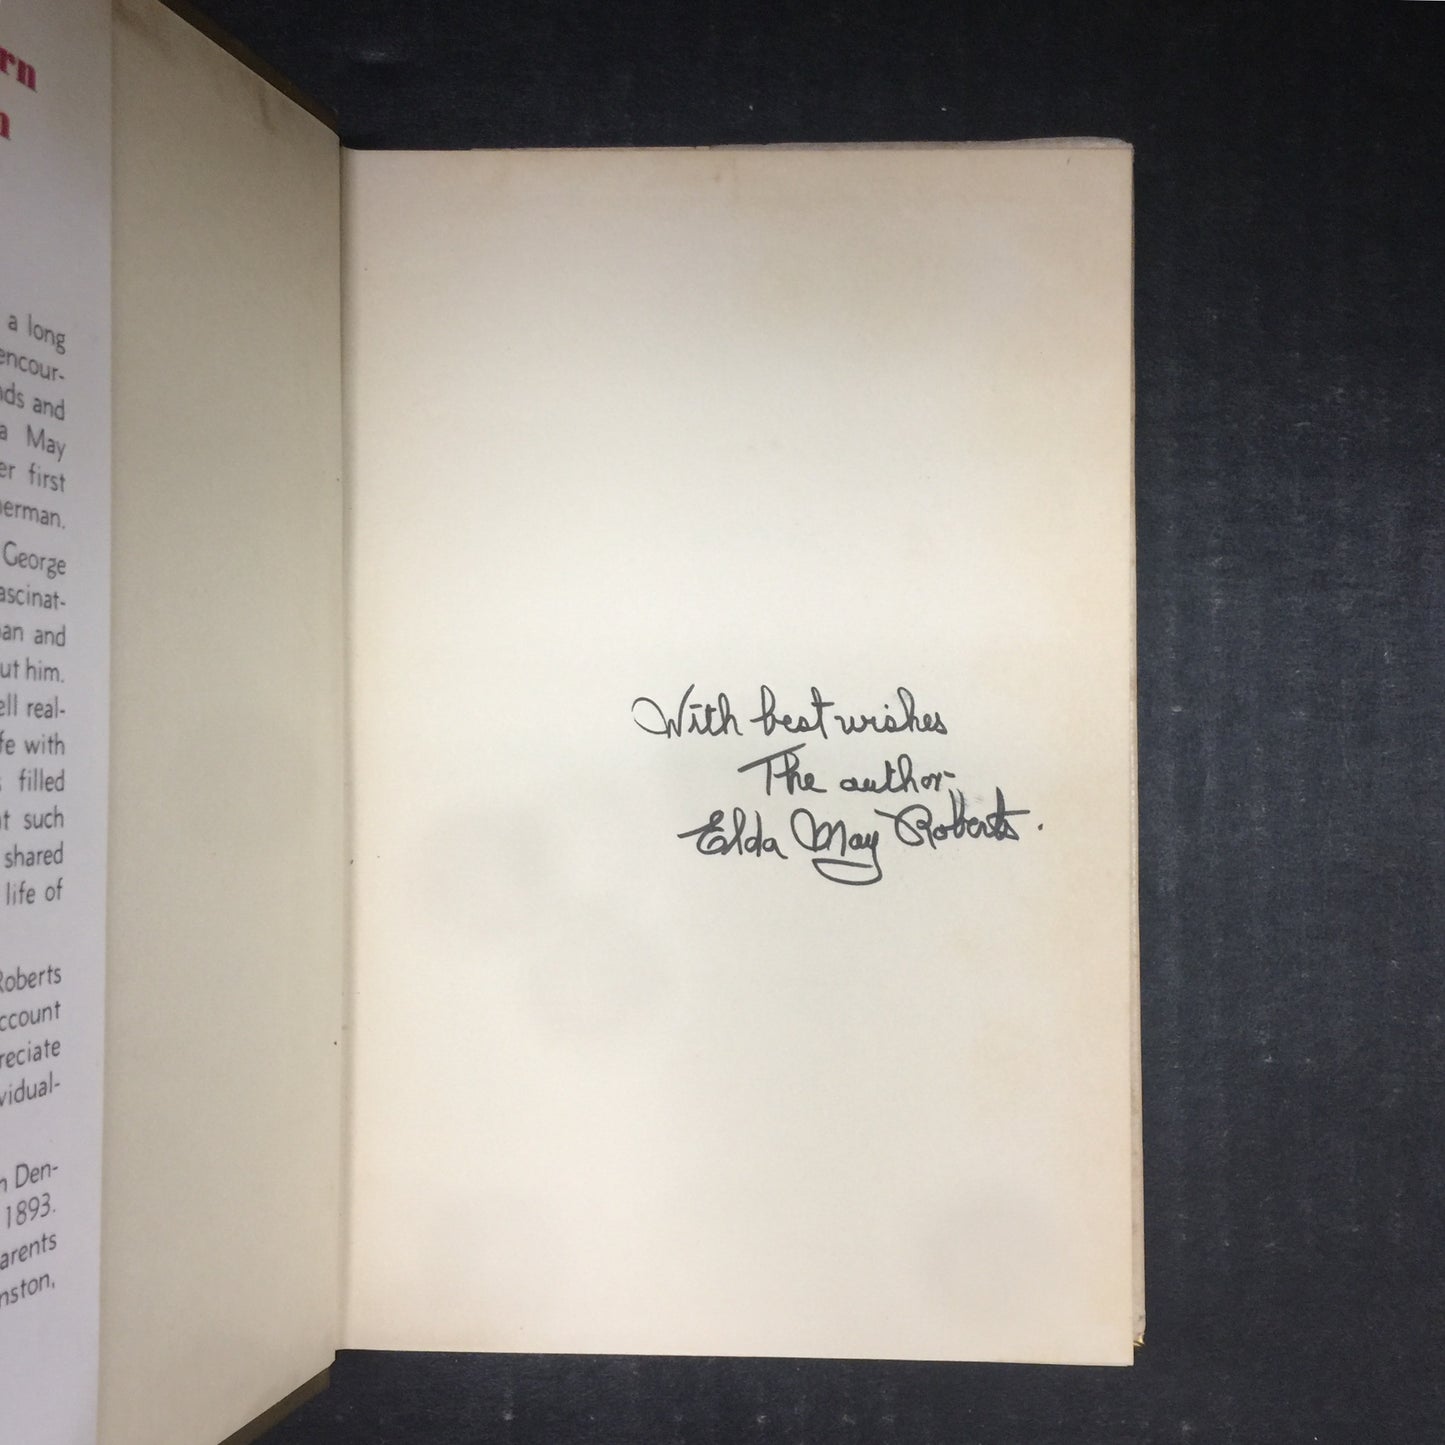 rn
n
a long
encour-
nds and
a May
er first
erman.
George
ascinat-
an and
ut him.
ell real-
fe with
filled
t such
shared
life of
Roberts
ccount
reciate
vidual-
n Den-
1893.
arents
nston,
With best wishes
The author-
Elda May Roberts.